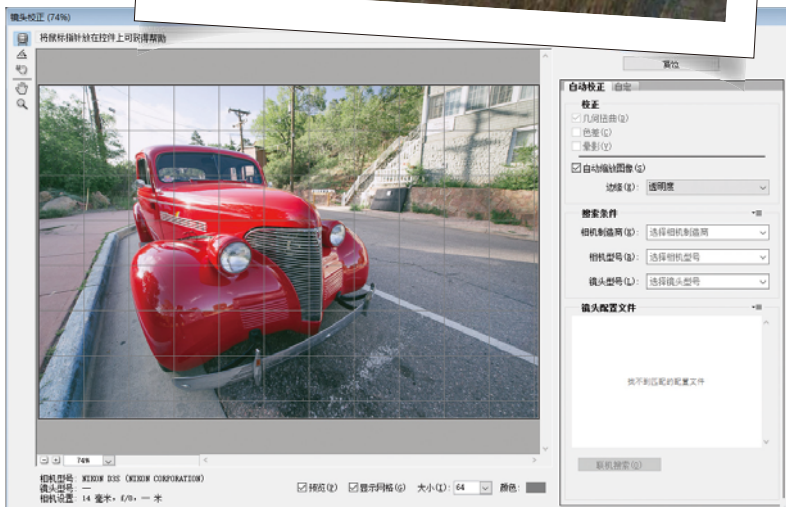 镜头校正 (74%)
将鼠标指针放在控件上可获得帮助
复位
自动校正 自定
校正
几何扭曲(G)
色差(C)
晕影(V)
自动缩放图像(S)
边缘(E): 透明度
搜索条件
相机制造商(K): 选择相机制造商
相机型号(M): 选择相机型号
镜头型号(L): 选择镜头型号
镜头配置文件
找不到匹配的配置文件
联机搜索(O)
74%
相机型号: NIKON D3S (NIKON CORPORATION)
镜头型号: —
相机设置: 14 毫米, f/0, — 米
预览(P) 显示网格(G) 大小(I): 64 颜色: